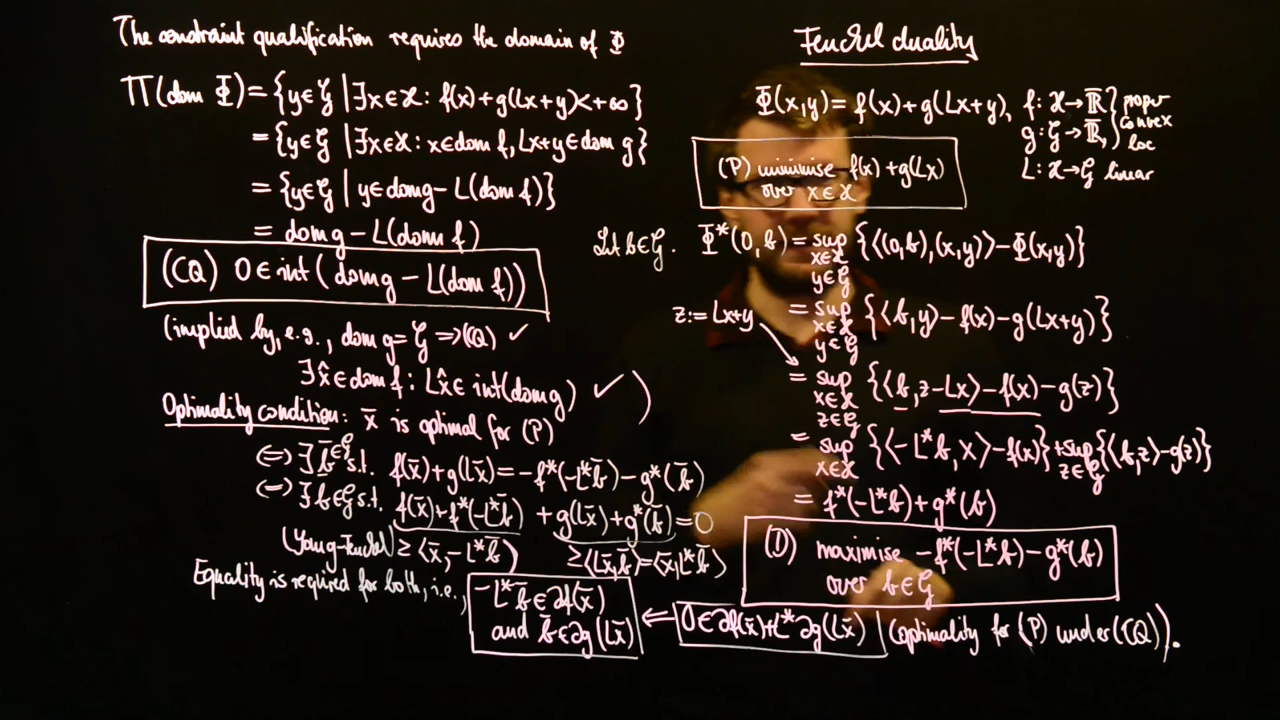 The constraint qualification requires the domain of Φ
Π(dom Φ) = {y∈𝒢 | ∃x∈ℋ: f(x)+g(Lx+y)<+∞}
= {y∈𝒢 | ∃x∈ℋ: x∈dom f, Lx+y∈dom g}
= {y∈𝒢 | y∈dom g − L(dom f)}
= dom g − L(dom f)
(CQ) 0∈int(dom g − L(dom f))
(implied by, e.g., dom g = 𝒢 ⇒(CQ) ✓
∃x̂∈dom f: Lx̂∈ int(dom g) ✓ )
Optimality condition: x̄ is optimal for (P)
⇔ ∃b̄∈𝒢 s.t. f(x̄)+g(Lx̄) = −f*(−L*b̄) − g*(b̄)
⇔ ∃b̄∈𝒢 s.t. f(x̄)+f*(−L*b̄) + g(Lx̄)+g*(b̄) = 0
(Young-Fenchel) ≥ ⟨x̄, −L*b̄⟩ ≥⟨Lx̄,b̄⟩=⟨x̄,L*b̄⟩
Equality is required for both, i.e.,
−L*b̄∈∂f(x̄)
and b̄∈∂g(Lx̄)
⇐ 0∈∂f(x̄)+L*∂g(Lx̄) (optimality for (P) under (CQ)).
Fenchel duality
Φ(x,y) = f(x)+g(Lx+y), f: ℋ→ℝ̄ } proper
g: 𝒢→ℝ̄, } convex
lsc
L: ℋ→𝒢 linear
(P) minimise f(x)+g(Lx)
over x∈ℋ
Let b∈𝒢. Φ*(0,b) = sup {⟨(0,b),(x,y)⟩ − Φ(x,y)}
x∈ℋ
y∈𝒢
z:= Lx+y = sup {⟨b,y⟩ − f(x) − g(Lx+y)}
x∈ℋ
y∈𝒢
= sup {⟨b,z−Lx⟩ − f(x) − g(z)}
x∈ℋ
z∈𝒢
= sup {⟨−L*b,x⟩ − f(x)} + sup {⟨b,z⟩ − g(z)}
x∈ℋ z∈𝒢
= f*(−L*b) + g*(b)
(D) maximise −f*(−L*b) − g*(b)
over b∈𝒢